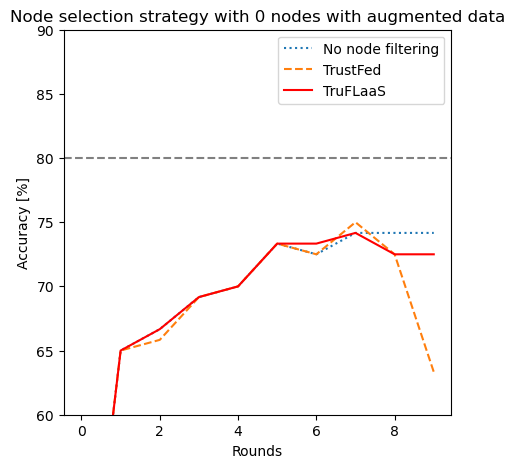 Node selection strategy with 0 nodes with augmented data
No node filtering
TrustFed
TruFLaaS
90
85
80
75
70
65
60
Accuracy [%]
0 2 4 6 8
Rounds